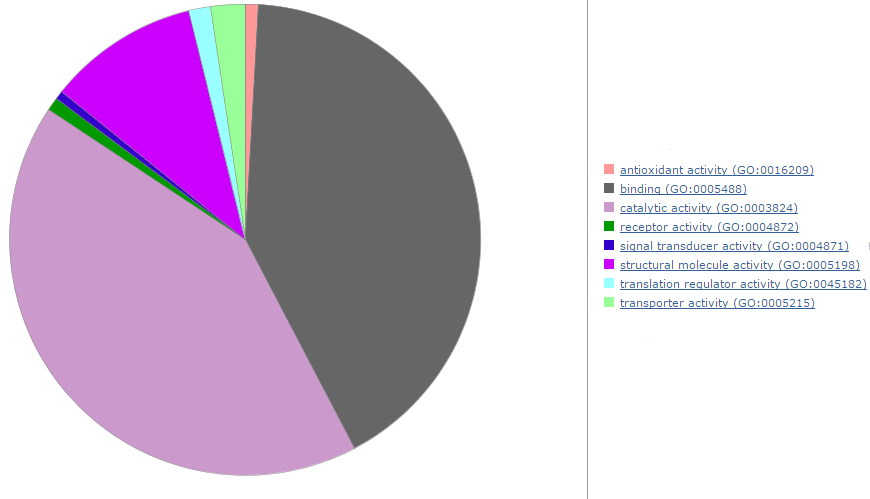 antioxidant activity (GO:0016209)
binding (GO:0005488)
catalytic activity (GO:0003824)
receptor activity (GO:0004872)
signal transducer activity (GO:0004871)
structural molecule activity (GO:0005198)
translation regulator activity (GO:0045182)
transporter activity (GO:0005215)